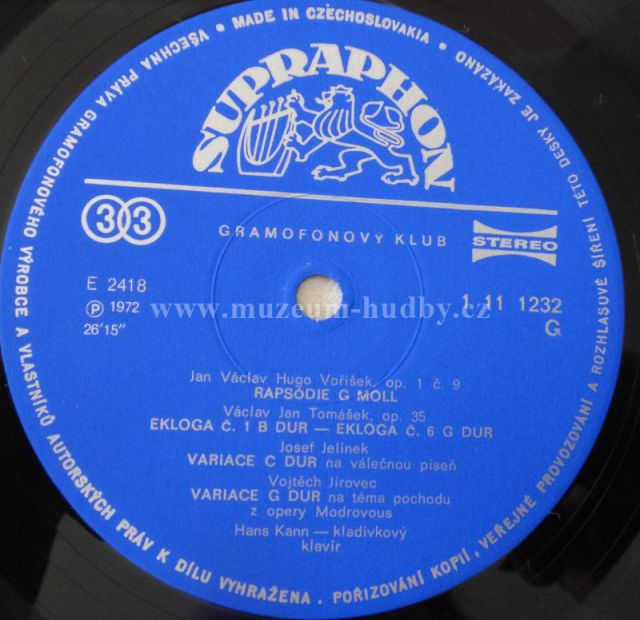 VŠECHNA PRÁVA GRAMOFONOVÉHO VÝROBCE A VLASTNÍKŮ AUTORSKÝCH PRÁV K DÍLU VYHRAŽENA . POŘIZOVÁNÍ KOPIÍ, VEŘEJNÉ PROVOZOVÁNÍ A ROZHLASOVÉ ŠÍŘENÍ TÉTO DESKY JE ZAKÁZÁNO • MADE IN CZECHOSLOVAKIA •
SUPRAPHON
33
GRAMOFONOVÝ KLUB
STEREO
E 2418
1 11 1232
Ⓟ 1972
G
26'15"
www.muzeum-hudby.cz
Jan Václav Hugo Voříšek, op. 1 č. 9
RAPSÓDIE G MOLL
Václav Jan Tomášek, op. 35
EKLOGA Č. 1 B DUR — EKLOGA Č. 6 G DUR
Josef Jelínek
VARIACE C DUR na válečnou píseň
Vojtěch Jírovec
VARIACE G DUR na téma pochodu
z opery Modrovous
Hans Kann — kladívkový
klavír